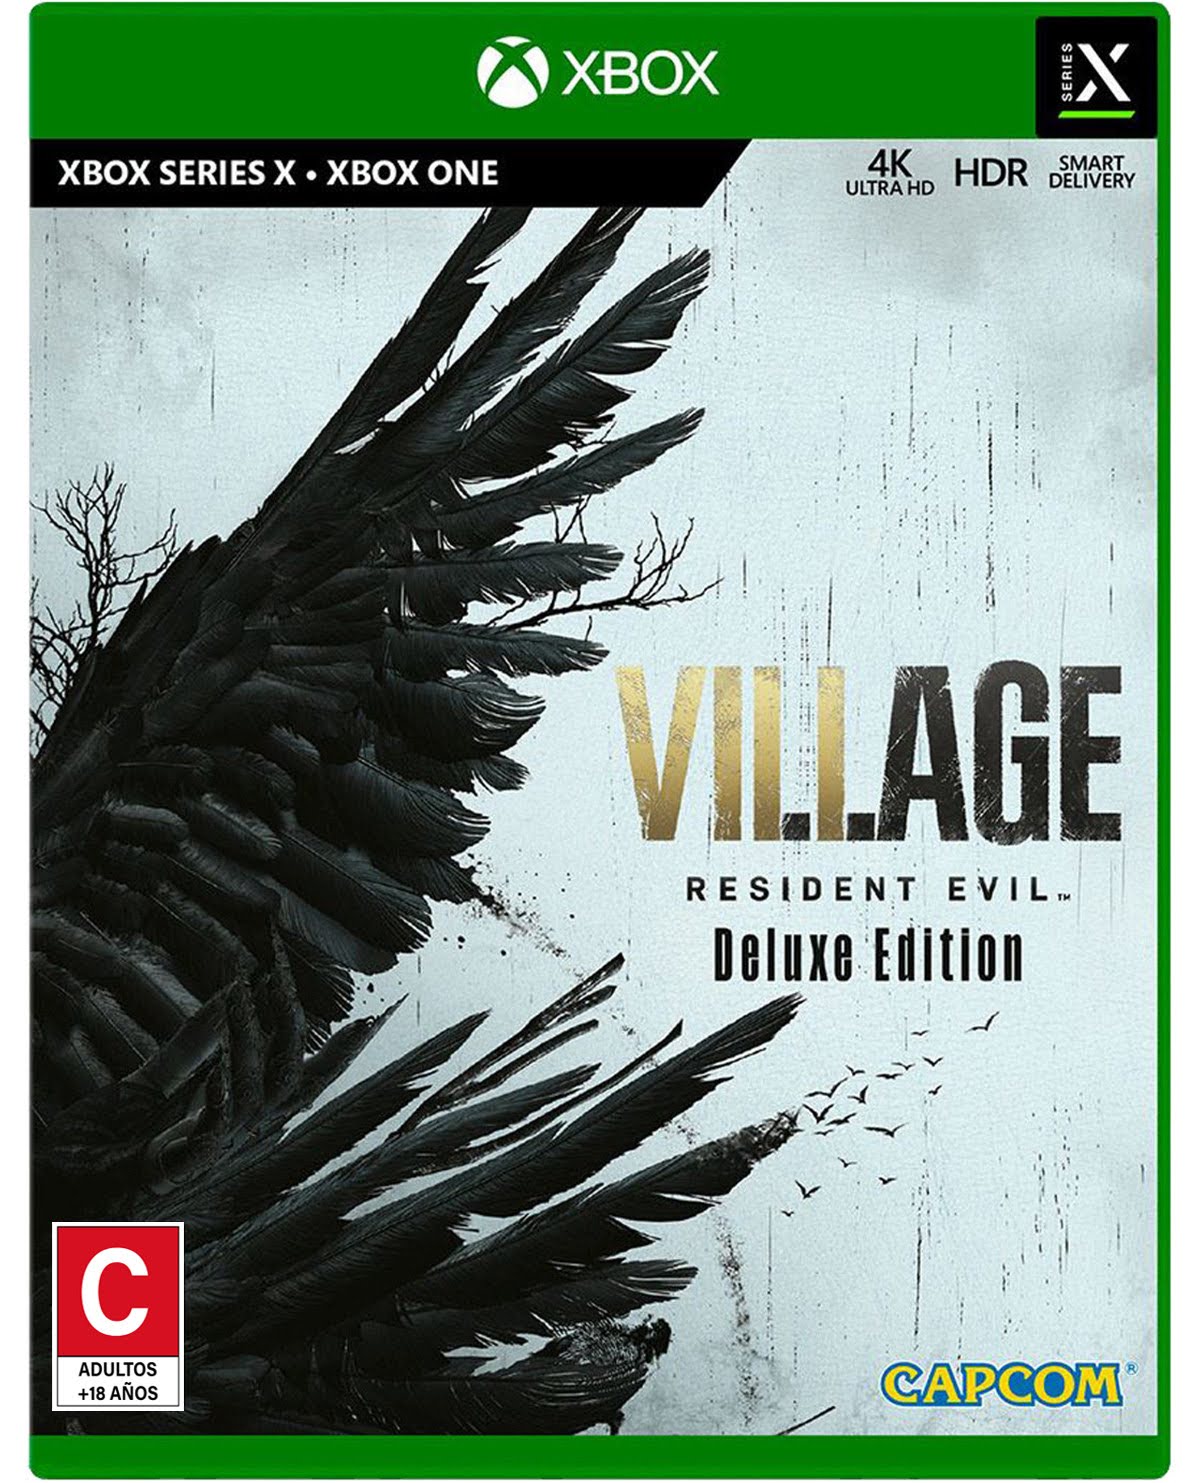 XBOX
SERIES X
XBOX SERIES X • XBOX ONE
4K
ULTRA HD
HDR
SMART
DELIVERY
VILLAGE
RESIDENT EVIL™
Deluxe Edition
C
ADULTOS
+18 AÑOS
CAPCOM®